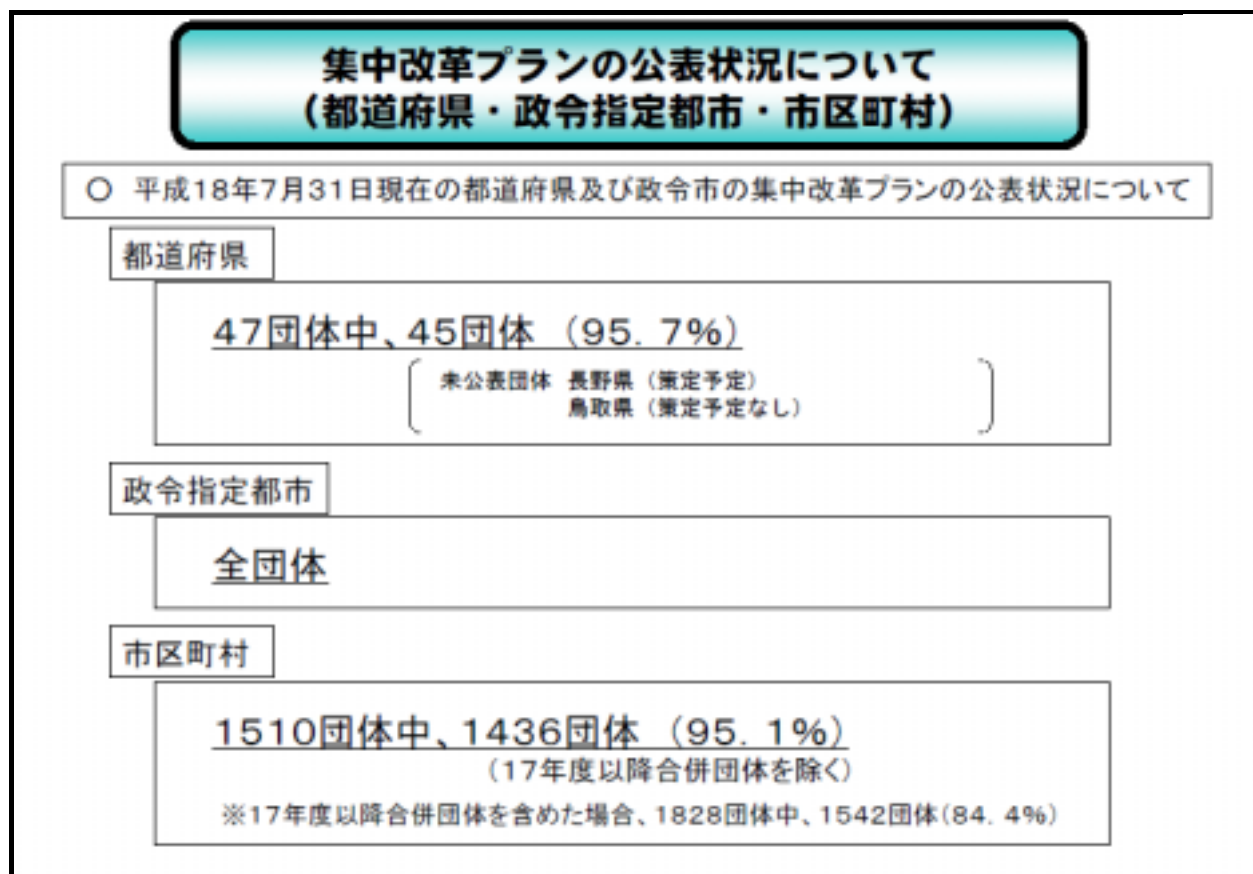 集中改革プランの公表状況について
（都道府県・政令指定都市・市区町村）
○　平成18年7月31日現在の都道府県及び政令市の集中改革プランの公表状況について
都道府県
47団体中、45団体　（95．7％）
未公表団体　長野県（策定予定）
鳥取県（策定予定なし）
政令指定都市
全団体
市区町村
1510団体中、1436団体　（95．1％）
（17年度以降合併団体を除く）
※17年度以降合併団体を含めた場合、1828団体中、1542団体（84．4％）